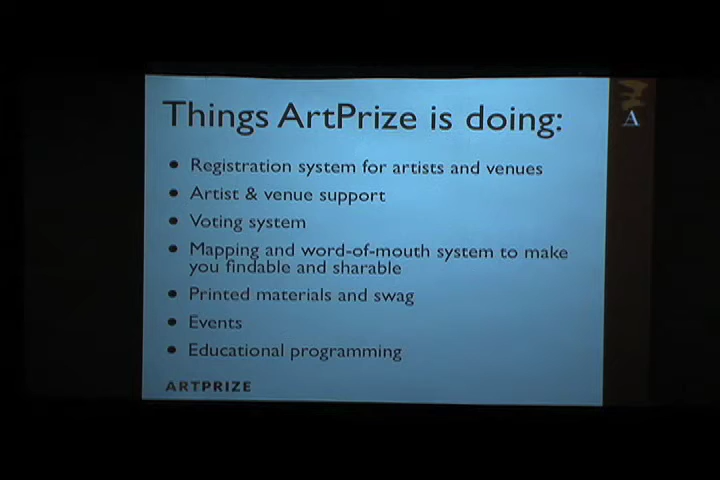 Things ArtPrize is doing:
• Registration system for artists and venues
• Artist & venue support
• Voting system
• Mapping and word-of-mouth system to make
you findable and sharable
• Printed materials and swag
• Events
• Educational programming
ARTPRIZE
A